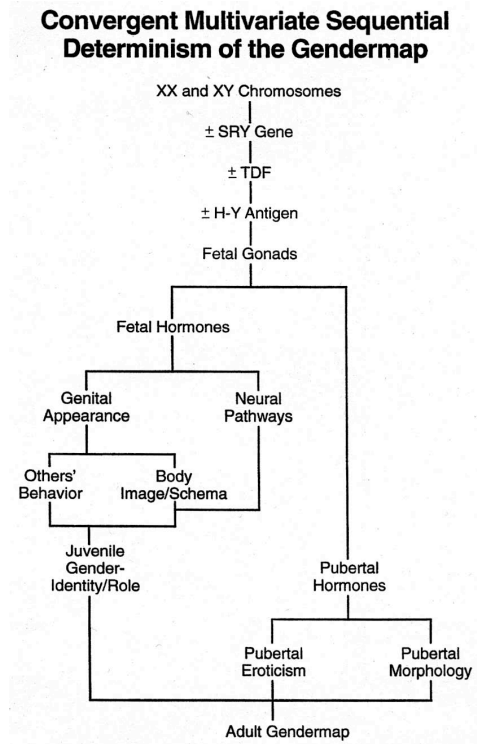 Convergent Multivariate Sequential
Determinism of the Gendermap
XX and XY Chromosomes
± SRY Gene
± TDF
± H-Y Antigen
Fetal Gonads
Fetal Hormones
Genital
Appearance
Neural
Pathways
Others'
Behavior
Body
Image/Schema
Juvenile
Gender-
Identity/Role
Pubertal
Hormones
Pubertal
Eroticism
Pubertal
Morphology
Adult Gendermap